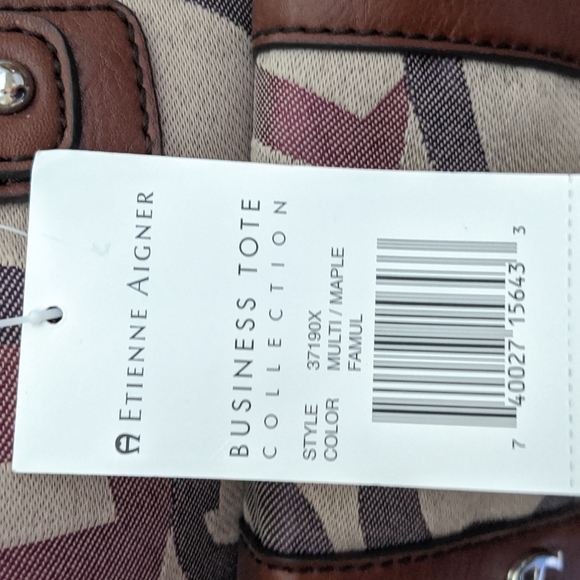 ETIENNE AIGNER
BUSINESS TOTE
COLLECTION
STYLE 37190X
COLOR MULTI / MAPLE
FAMUL
7 40027 15643 3